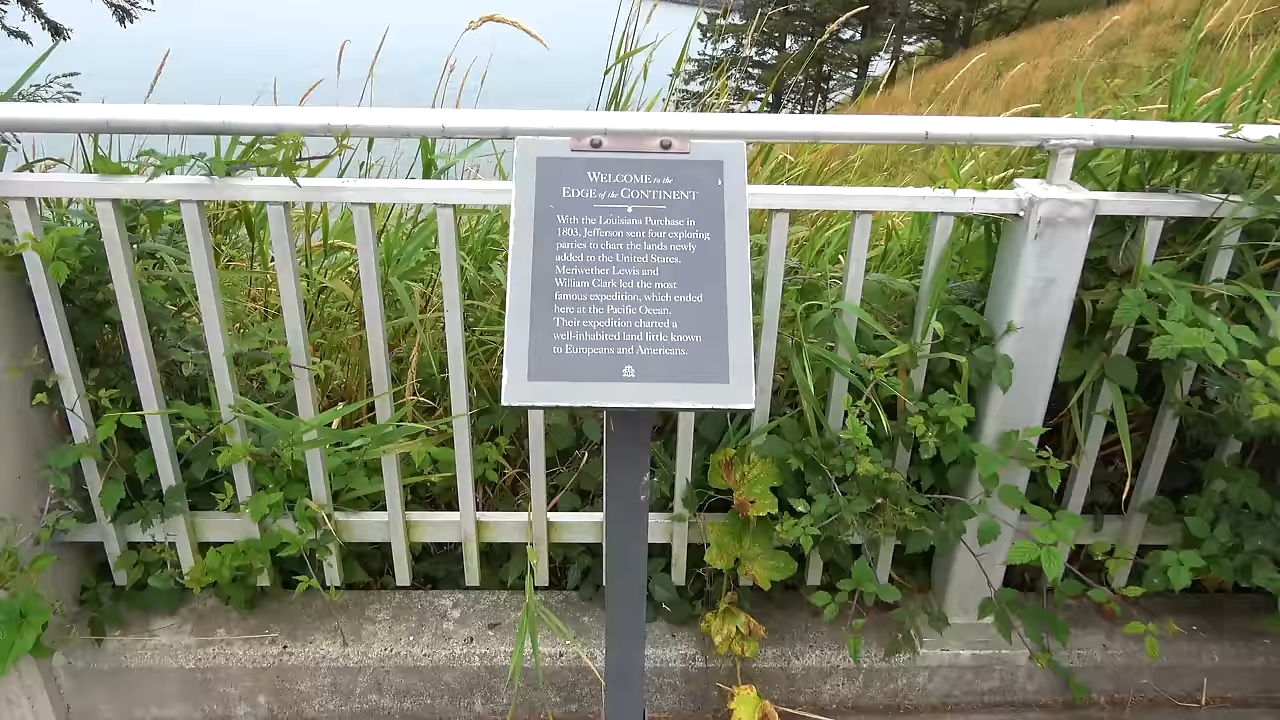 WELCOME to the
EDGE of the CONTINENT
With the Louisiana Purchase in
1803, Jefferson sent four exploring
parties to chart the lands newly
added to the United States.
Meriwether Lewis and
William Clark led the most
famous expedition, which ended
here at the Pacific Ocean.
Their expedition charted a
well-inhabited land little known
to Europeans and Americans.